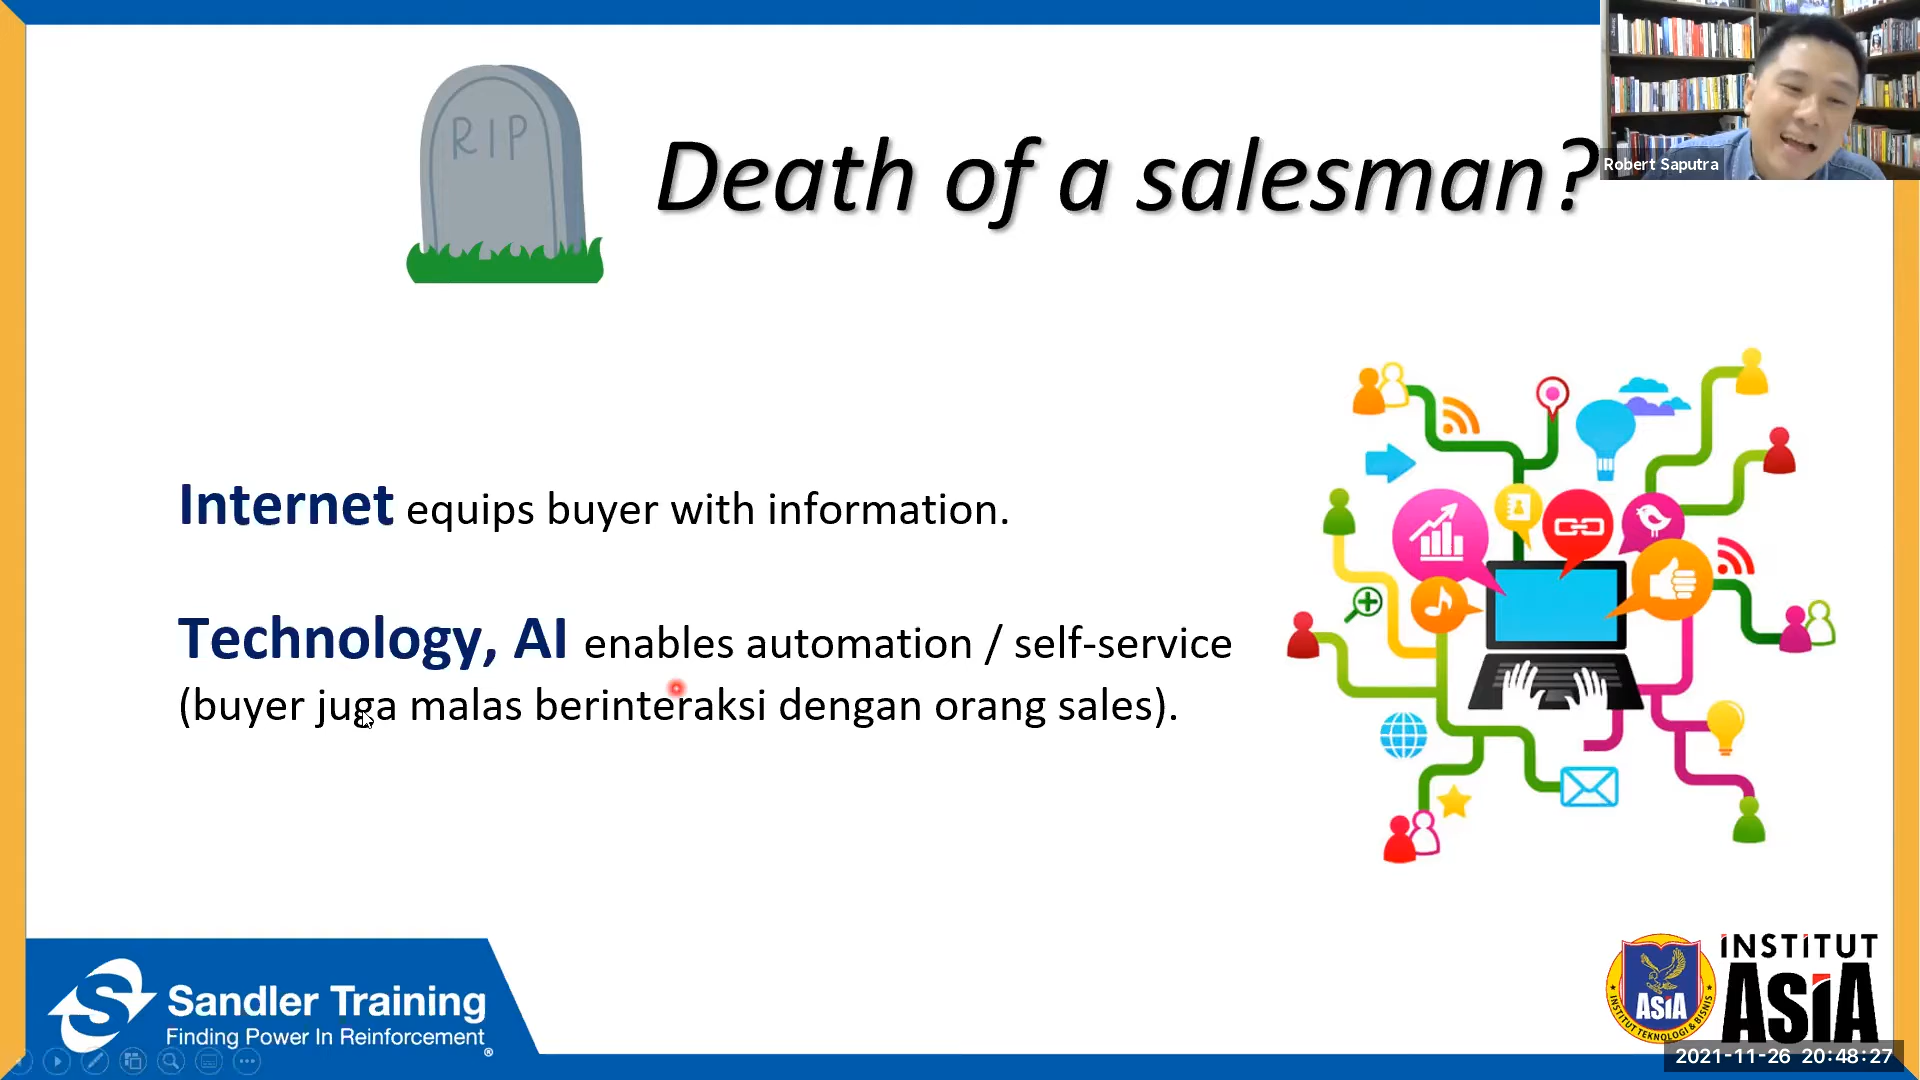 RIP
Death of a salesman?
Robert Saputra
Internet equips buyer with information.
Technology, AI enables automation / self-service
(buyer juga malas berinteraksi dengan orang sales).
Sandler Training
Finding Power In Reinforcement®
ASiA
INSTITUT TEKNOLOGI & BISNIS
INSTiTUT
ASiA
2021-11-26 20:48:27